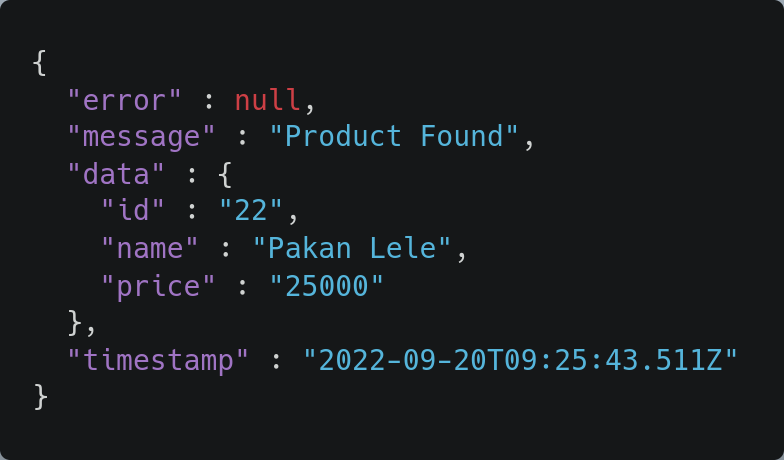 {
  "error" : null,
  "message" : "Product Found",
  "data" : {
    "id" : "22",
    "name" : "Pakan Lele",
    "price" : "25000"
  },
  "timestamp" : "2022-09-20T09:25:43.511Z"
}